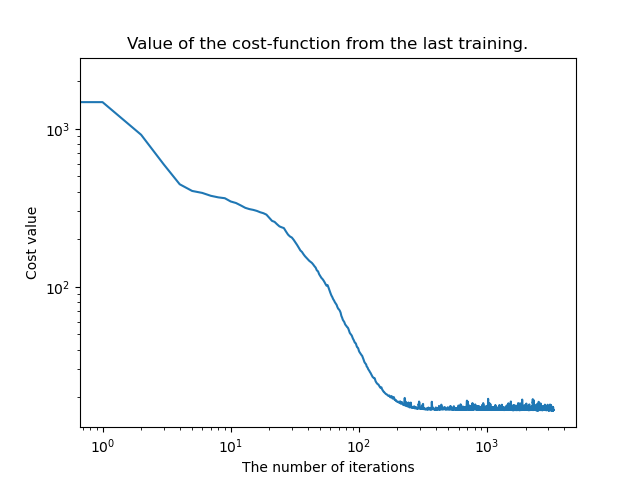 Value of the cost-function from the last training.
Cost value
10³
10²
10⁰ 10¹ 10² 10³
The number of iterations